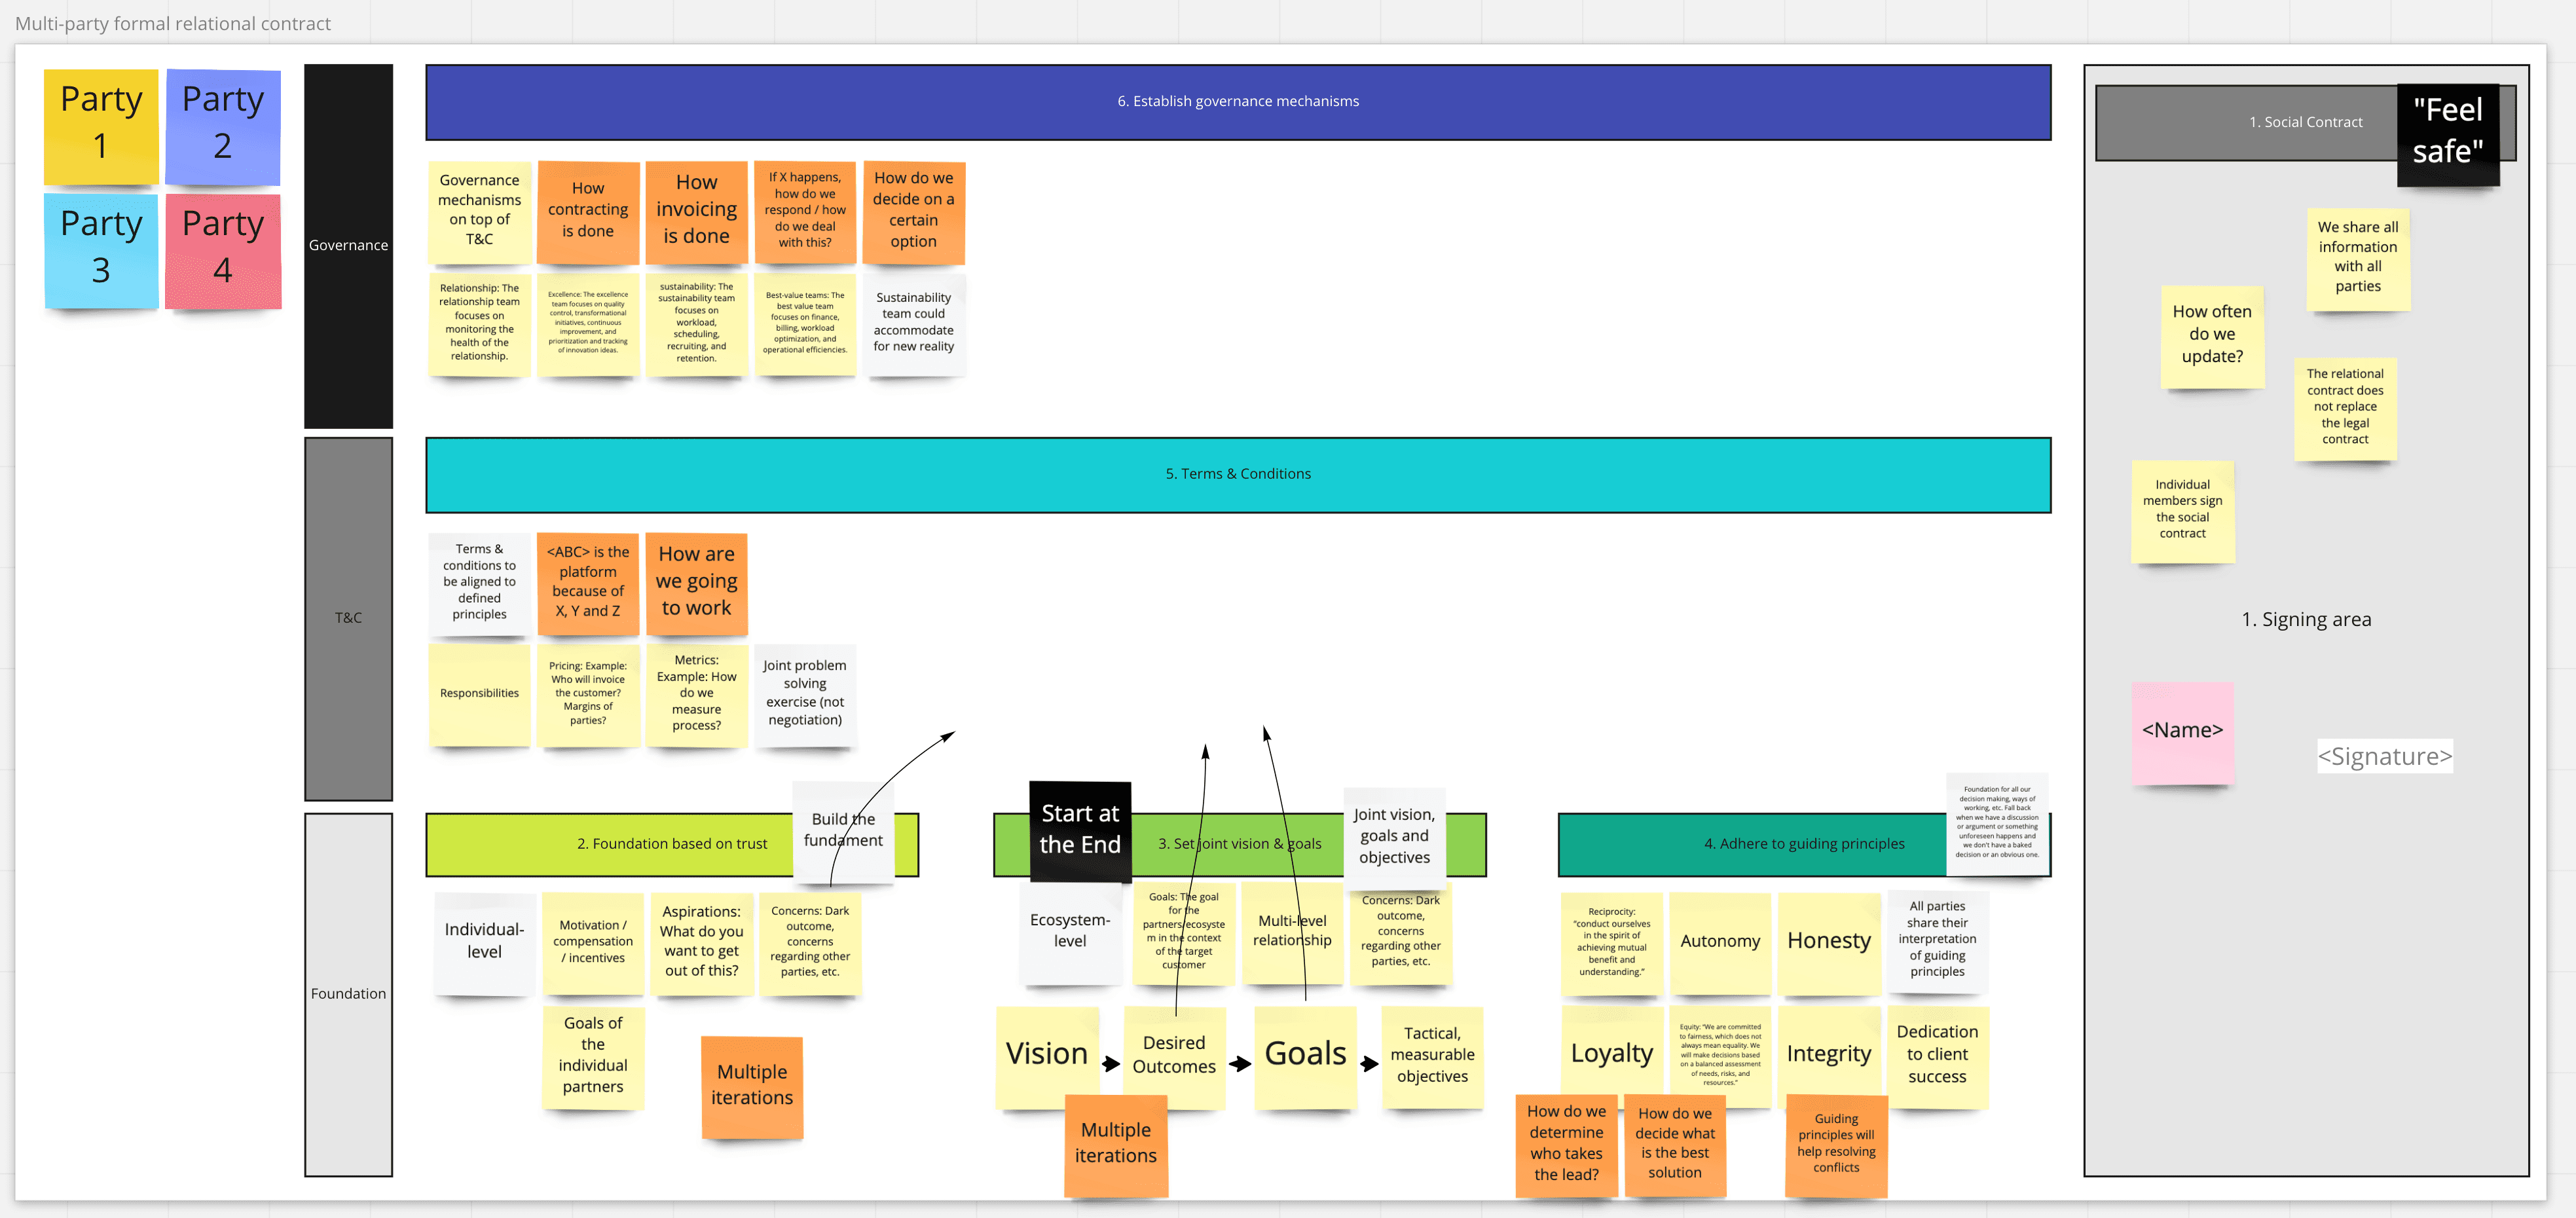 Multi-party formal relational contract
Party
1
Party
2
Party
3
Party
4
Governance
6. Establish governance mechanisms
Governance
mechanisms
on top of
T&C
How
contracting
is done
How
invoicing
is done
If X happens,
how do we
respond / how
do we deal
with this?
How do we
decide on a
certain
option
Relationship: The
relationship team
focuses on
monitoring the
health of the
relationship.
Excellence: The excellence
team focuses on quality
control, transformational
initiatives, continuous
improvement, and
prioritization and tracking
of innovation ideas.
sustainability: The
sustainability team
focuses on
workload,
scheduling,
recruiting, and
retention.
Best-value teams: The
best value team
focuses on finance,
billing, workload
optimization, and
operational efficiencies.
Sustainability
team could
accommodate
for new reality
T&C
5. Terms & Conditions
Terms &
conditions to
be aligned to
defined
principles
<ABC> is the
platform
because of
X, Y and Z
How are
we going
to work
Responsibilities
Pricing: Example:
Who will invoice
the customer?
Margins of
parties?
Metrics:
Example: How
do we
measure
process?
Joint problem
solving
exercise (not
negotiation)
Foundation
2. Foundation based on trust
Build the
fundament
Individual-
level
Motivation /
compensation
/ incentives
Aspirations:
What do you
want to get
out of this?
Concerns: Dark
outcome,
concerns
regarding other
parties, etc.
Goals of
the
individual
partners
Multiple
iterations
Start at
the End
3. Set joint vision & goals
Joint vision,
goals and
objectives
Ecosystem-
level
Goals: The goal
for the
partners/ecosyste
m in the context
of the target
customer
Multi-level
relationship
Concerns: Dark
outcome,
concerns
regarding other
parties, etc.
Vision
Desired
Outcomes
Goals
Tactical,
measurable
objectives
Multiple
iterations
4. Adhere to guiding principles
Foundation for all our
decision making, ways of
working, etc. Fall back
when we have a discussion
or argument or something
unforeseen happens and
we don't have a baked
decision or an obvious one.
Reciprocity:
"conduct ourselves
in the spirit of
achieving mutual
benefit and
understanding."
Autonomy
Honesty
All parties
share their
interpretation
of guiding
principles
Loyalty
Equity: "We are committed
to fairness, which does not
always mean equality. We
will make decisions based
on a balanced assessment
of needs, risks, and
resources."
Integrity
Dedication
to client
success
How do we
determine
who takes
the lead?
How do we
decide what
is the best
solution
Guiding
principles will
help resolving
conflicts
1. Social Contract
"Feel
safe"
We share all
information
with all
parties
How often
do we
update?
The relational
contract does
not replace
the legal
contract
Individual
members sign
the social
contract
1. Signing area
<Name>
<Signature>